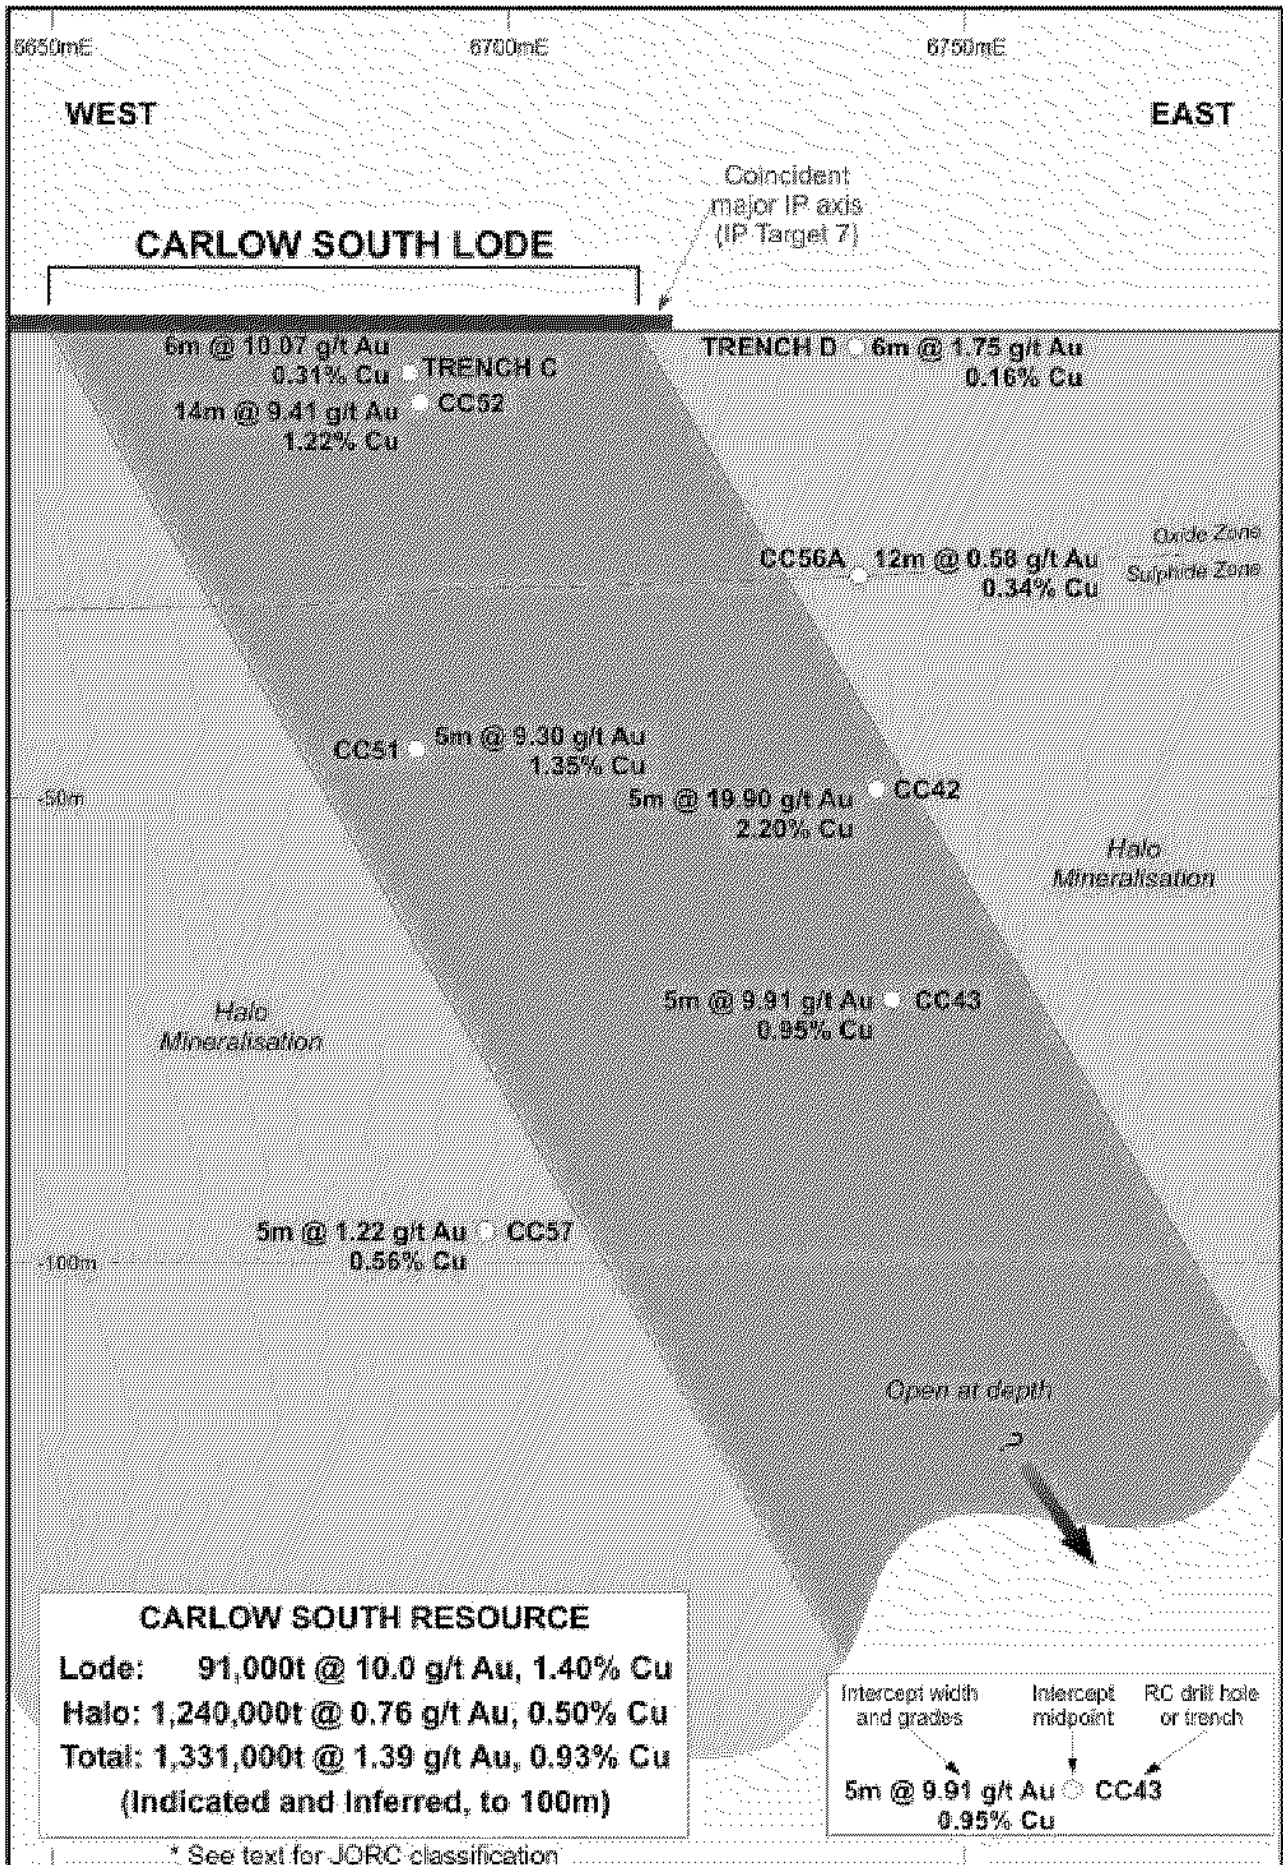 6650mE 6700mE 6750mE
WEST EAST
Coincident
major IP axis
(IP Target 7)
CARLOW SOUTH LODE
6m @ 10.07 g/t Au
0.31% Cu
TRENCH C
14m @ 9.41 g/t Au
1.22% Cu
CC52
TRENCH D 6m @ 1.75 g/t Au
0.16% Cu
Oxide Zone
Sulphide Zone
CC56A 12m @ 0.58 g/t Au
0.34% Cu
CC51 5m @ 9.30 g/t Au
1.35% Cu
-50m
5m @ 19.90 g/t Au CC42
2.20% Cu
Halo
Mineralisation
5m @ 9.91 g/t Au CC43
0.95% Cu
Halo
Mineralisation
5m @ 1.22 g/t Au CC57
0.56% Cu
-100m
Open at depth
?
CARLOW SOUTH RESOURCE
Lode: 91,000t @ 10.0 g/t Au, 1.40% Cu
Halo: 1,240,000t @ 0.76 g/t Au, 0.50% Cu
Total: 1,331,000t @ 1.39 g/t Au, 0.93% Cu
(Indicated and Inferred, to 100m)
* See text for JORC classification
Intercept width
and grades
Intercept
midpoint
RC drill hole
or trench
5m @ 9.91 g/t Au CC43
0.95% Cu